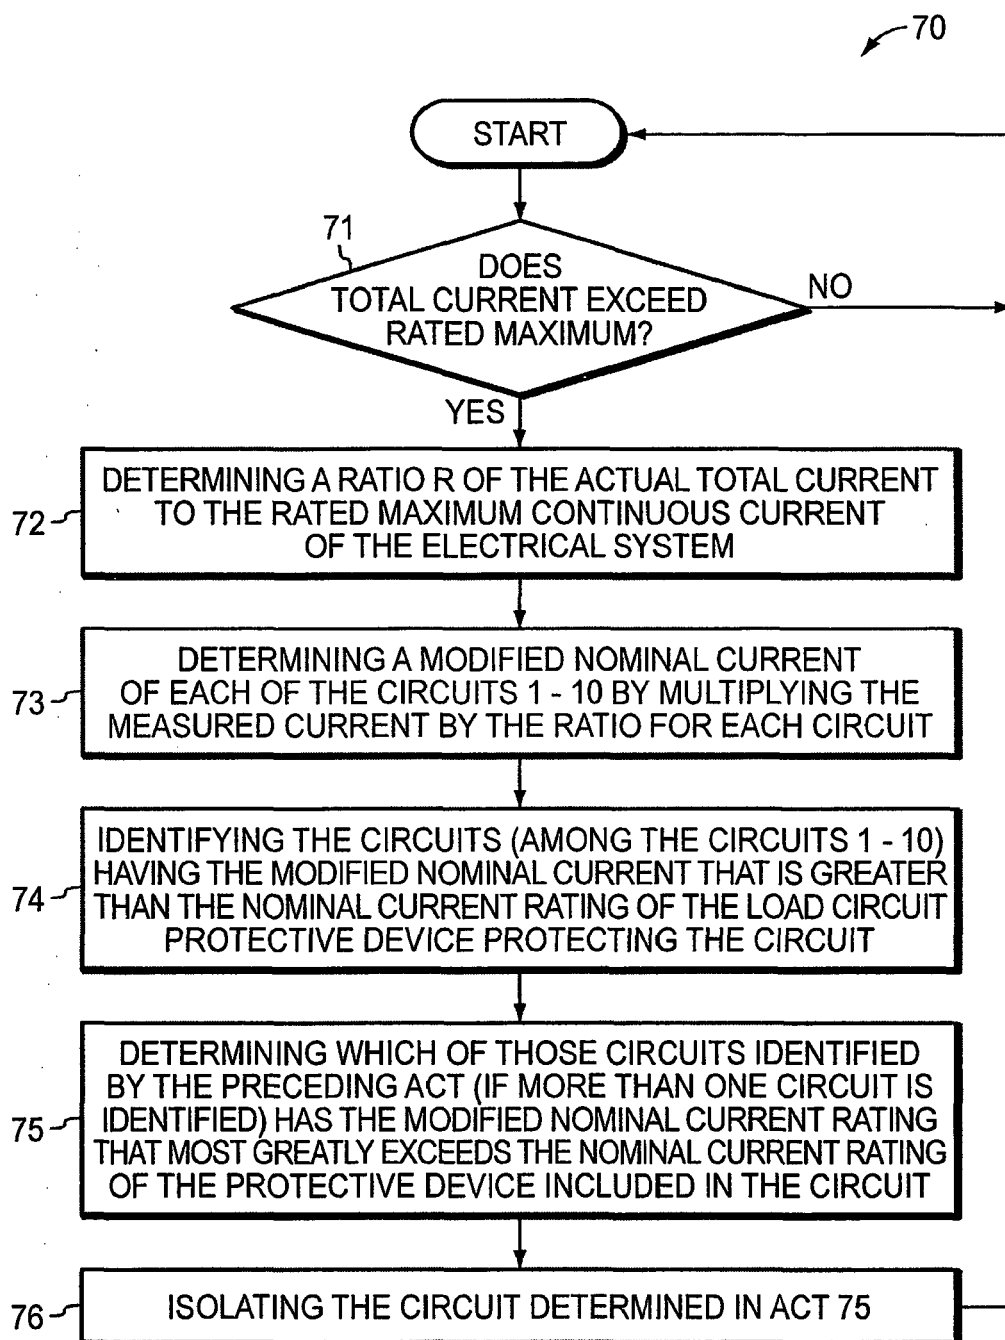 70
START
71
DOES
TOTAL CURRENT EXCEED
RATED MAXIMUM?
NO
YES
72
DETERMINING A RATIO R OF THE ACTUAL TOTAL CURRENT
TO THE RATED MAXIMUM CONTINUOUS CURRENT
OF THE ELECTRICAL SYSTEM
73
DETERMINING A MODIFIED NOMINAL CURRENT
OF EACH OF THE CIRCUITS 1 - 10 BY MULTIPLYING THE
MEASURED CURRENT BY THE RATIO FOR EACH CIRCUIT
74
IDENTIFYING THE CIRCUITS (AMONG THE CIRCUITS 1 - 10)
HAVING THE MODIFIED NOMINAL CURRENT THAT IS GREATER
THAN THE NOMINAL CURRENT RATING OF THE LOAD CIRCUIT
PROTECTIVE DEVICE PROTECTING THE CIRCUIT
75
DETERMINING WHICH OF THOSE CIRCUITS IDENTIFIED
BY THE PRECEDING ACT (IF MORE THAN ONE CIRCUIT IS
IDENTIFIED) HAS THE MODIFIED NOMINAL CURRENT RATING
THAT MOST GREATLY EXCEEDS THE NOMINAL CURRENT RATING
OF THE PROTECTIVE DEVICE INCLUDED IN THE CIRCUIT
76
ISOLATING THE CIRCUIT DETERMINED IN ACT 75